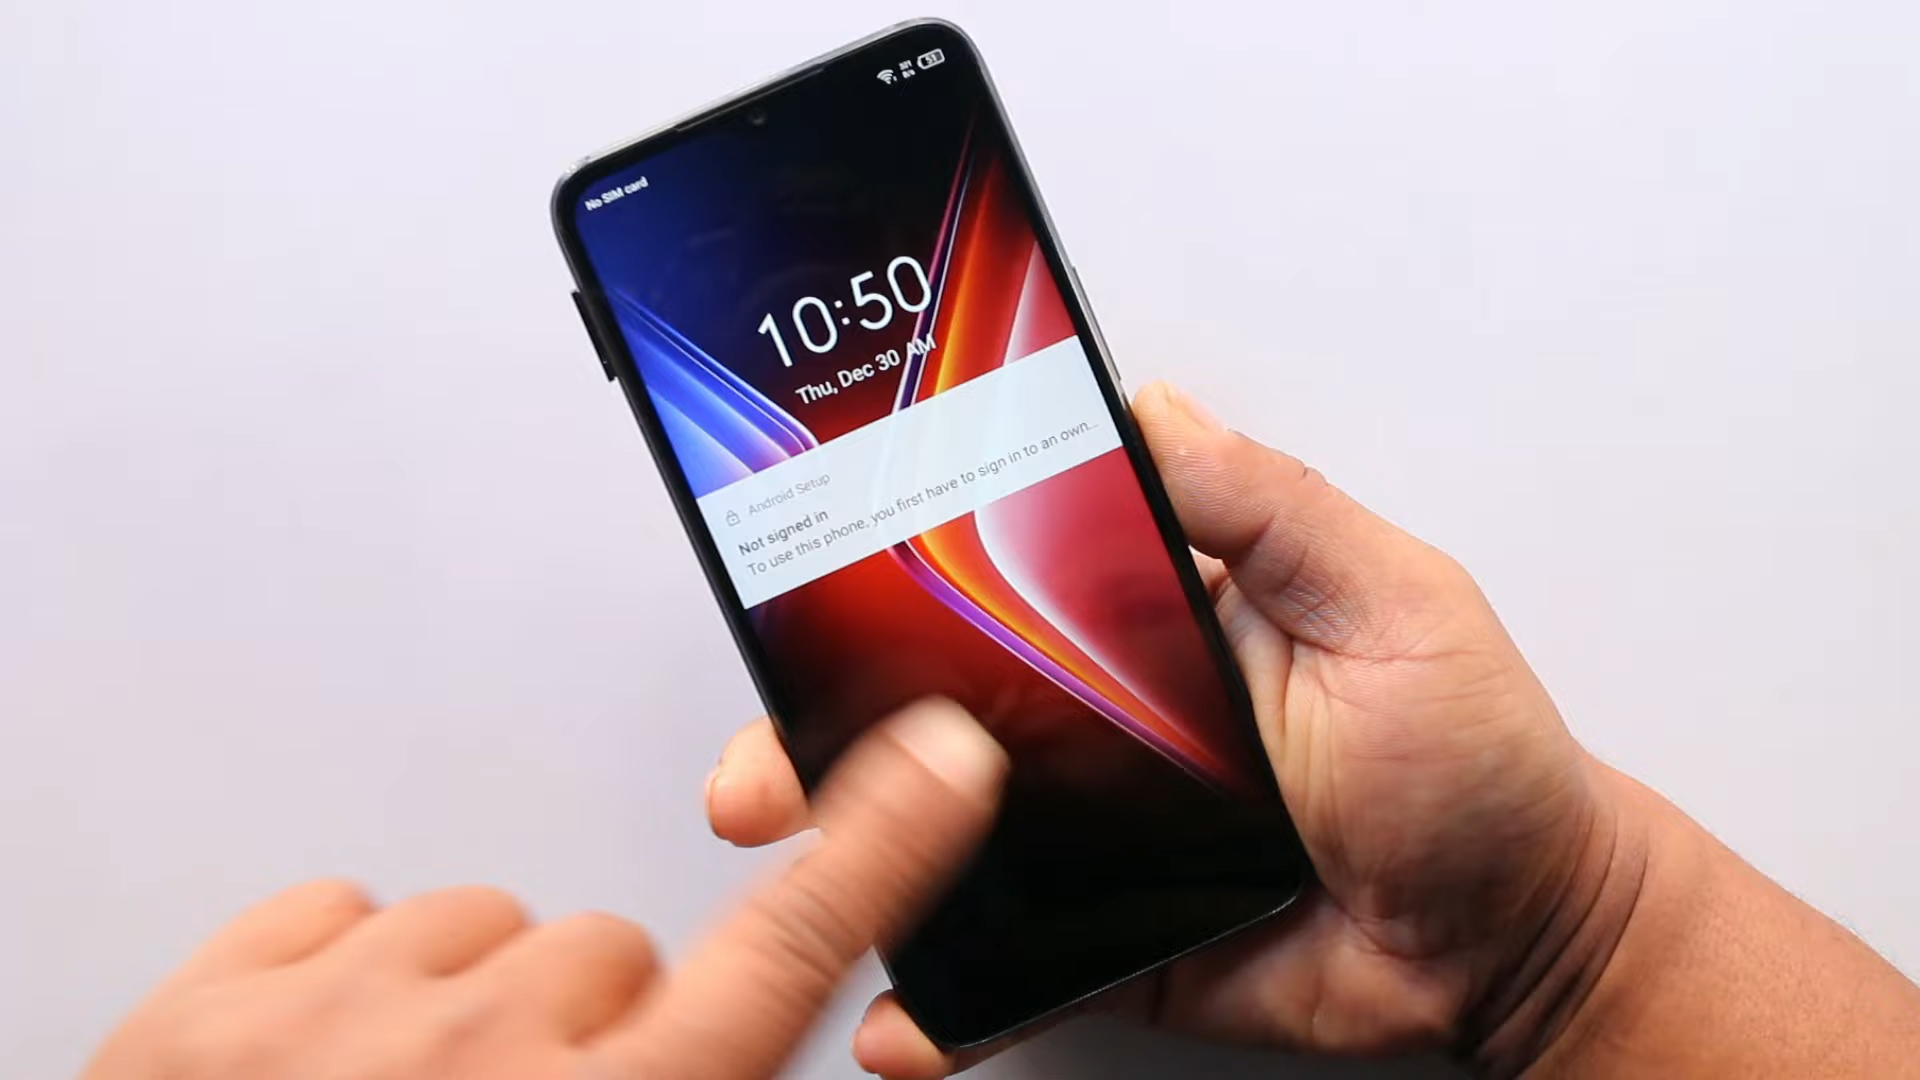 51
No SIM card
10:50
Thu, Dec 30 AM
Android Setup
Not signed in
To use this phone, you first have to sign in to an own...